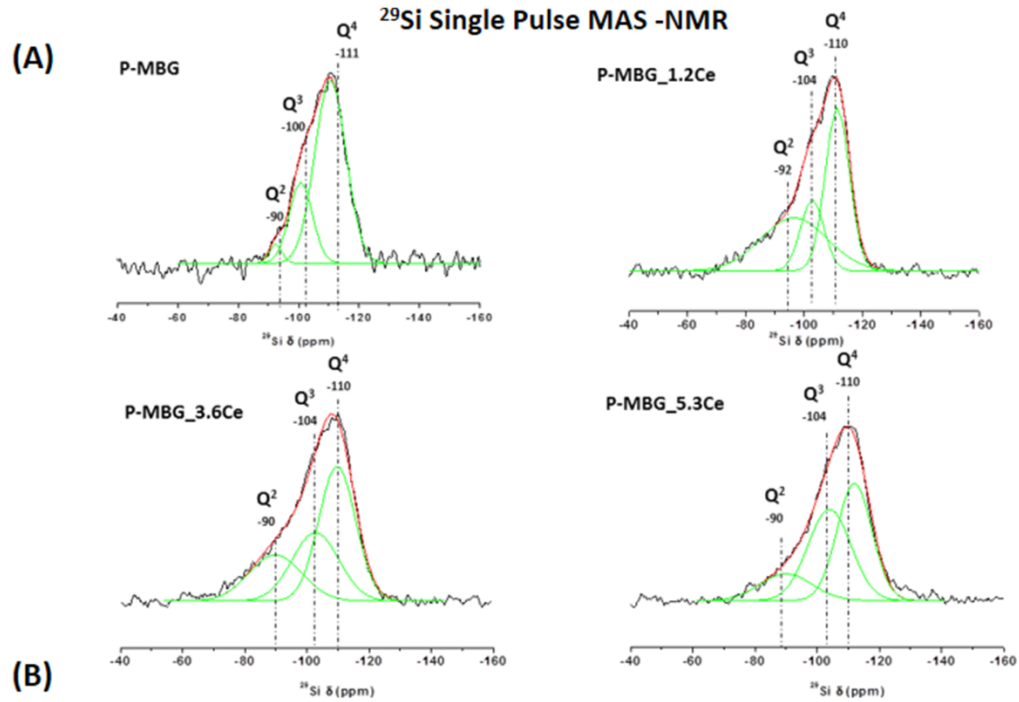 ²⁹Si Single Pulse MAS -NMR
(A)
P-MBG
Q⁴
-111
Q³
-100
Q²
-90
-40 -60 -80 -100 -120 -140 -160
²⁹Si δ (ppm)
P-MBG_1.2Ce
Q⁴
-110
Q³
-104
Q²
-92
-40 -60 -80 -100 -120 -140 -160
²⁹Si δ (ppm)
P-MBG_3.6Ce
Q⁴
-110
Q³
-104
Q²
-90
-40 -60 -80 -100 -120 -140 -160
²⁹Si δ (ppm)
P-MBG_5.3Ce
Q⁴
-110
Q³
-104
Q²
-90
-40 -60 -80 -100 -120 -140 -160
²⁹Si δ (ppm)
(B)